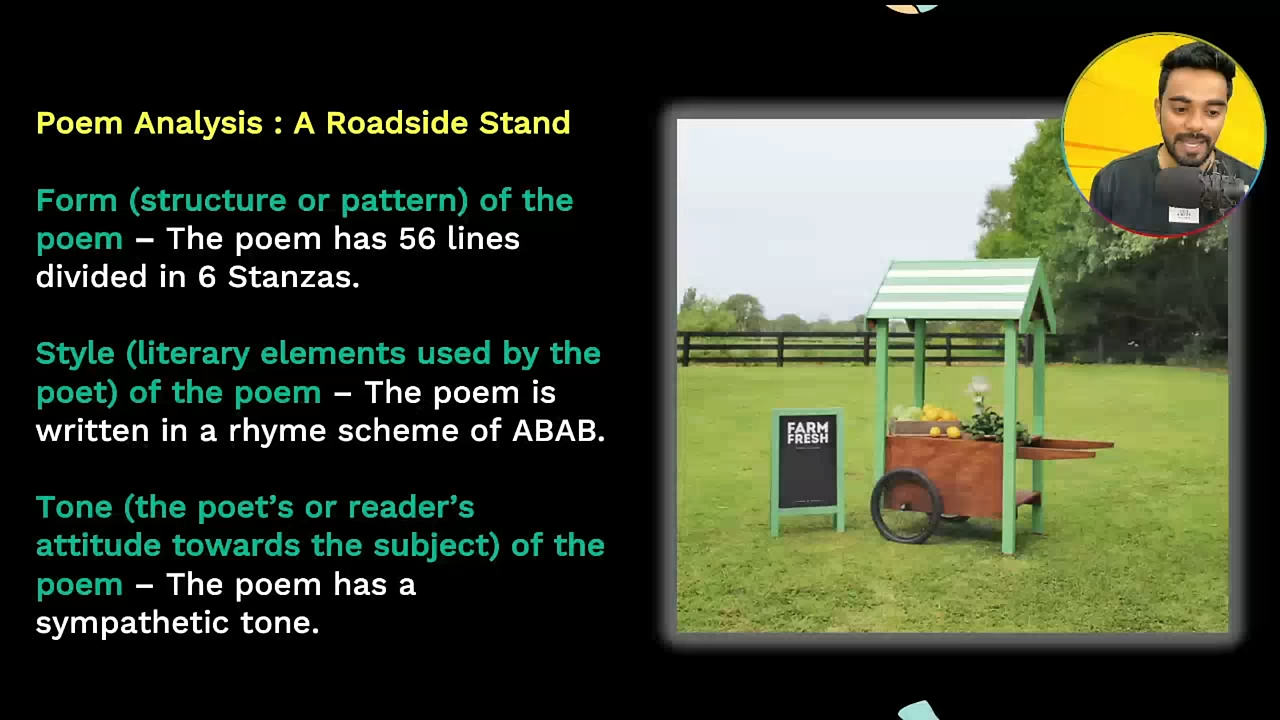 Poem Analysis : A Roadside Stand
Form (structure or pattern) of the
poem – The poem has 56 lines
divided in 6 Stanzas.
Style (literary elements used by the
poet) of the poem – The poem is
written in a rhyme scheme of ABAB.
Tone (the poet’s or reader’s
attitude towards the subject) of the
poem – The poem has a
sympathetic tone.
FARM
FRESH